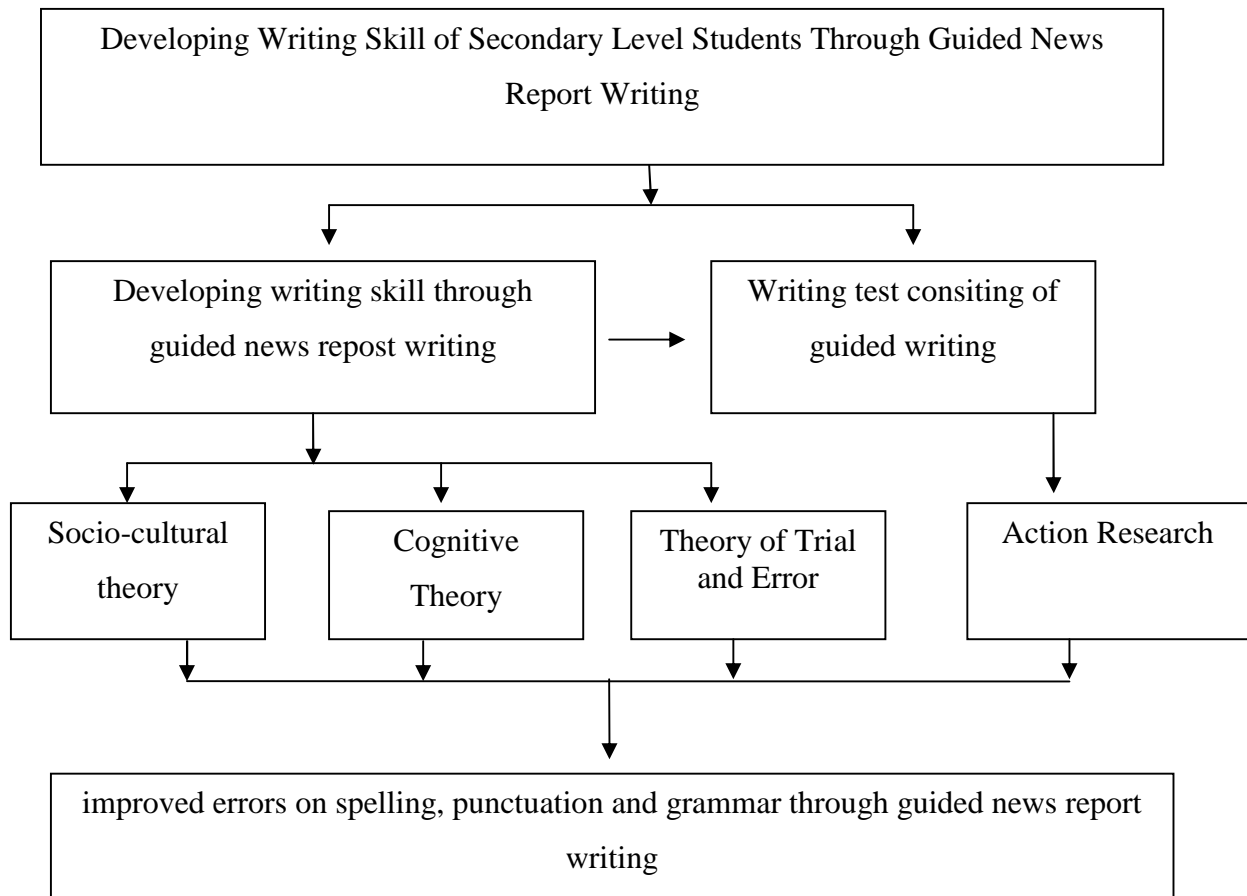 Developing Writing Skill of Secondary Level Students Through Guided News
Report Writing
Developing writing skill through
guided news repost writing
Writing test consiting of
guided writing
Socio-cultural
theory
Cognitive
Theory
Theory of Trial
and Error
Action Research
improved errors on spelling, punctuation and grammar through guided news report
writing